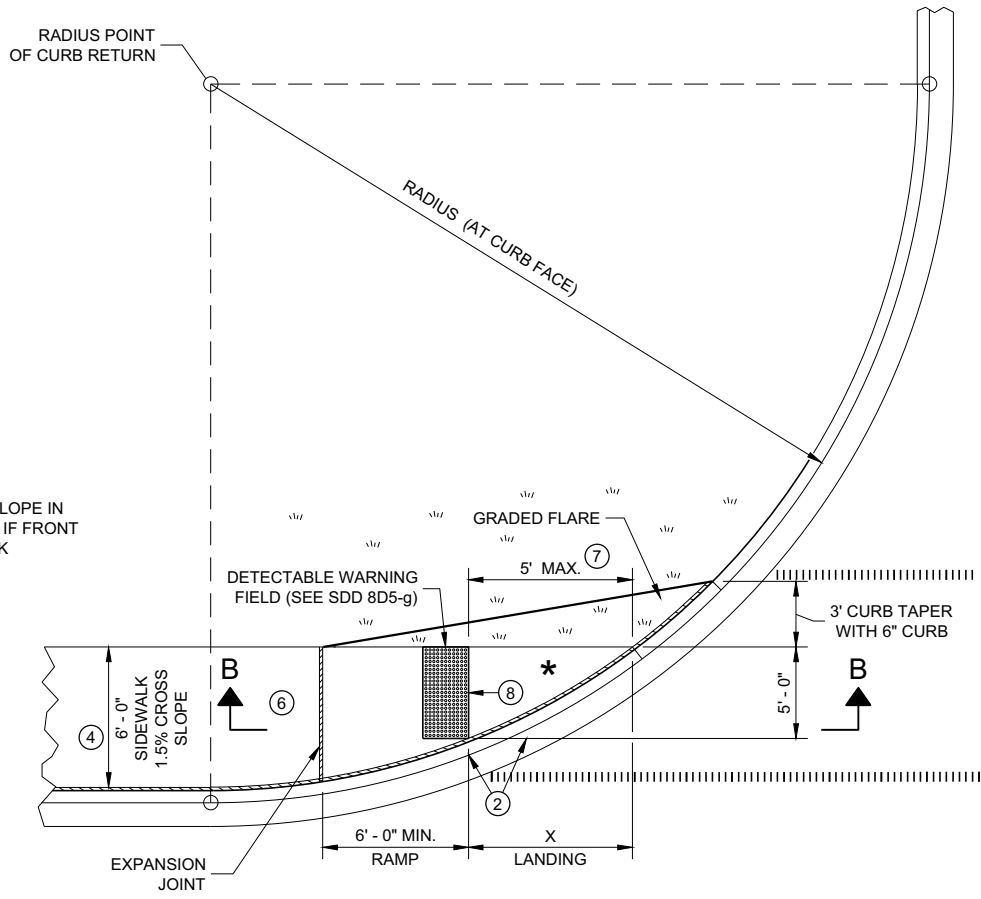 RADIUS POINT
OF CURB RETURN
RADIUS (AT CURB FACE)
LOPE IN
IF FRONT
K
GRADED FLARE
7
5' MAX.
DETECTABLE WARNING
FIELD (SEE SDD 8D5-g)
3' CURB TAPER
WITH 6" CURB
B
B
*
8
6
4
6' - 0"
SIDEWALK
1.5% CROSS
SLOPE
5' - 0"
2
6' - 0" MIN.
RAMP
X
LANDING
EXPANSION
JOINT